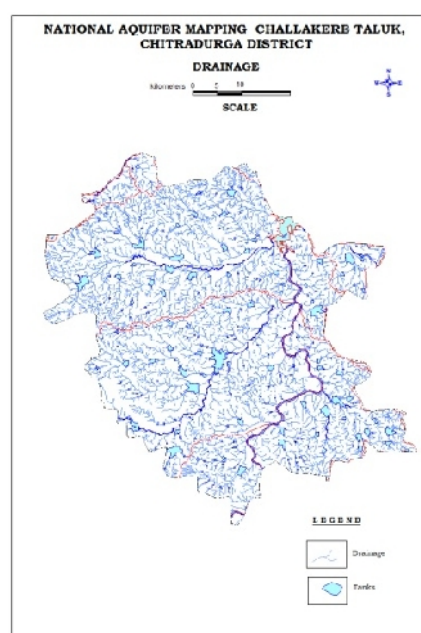 NATIONAL AQUIFER MAPPING CHALLAKERE TALUK,
CHITRADURGA DISTRICT
DRAINAGE
Kilometers 0 5 10
SCALE
N
W E
S
LEGEND
Drainage
Tanks